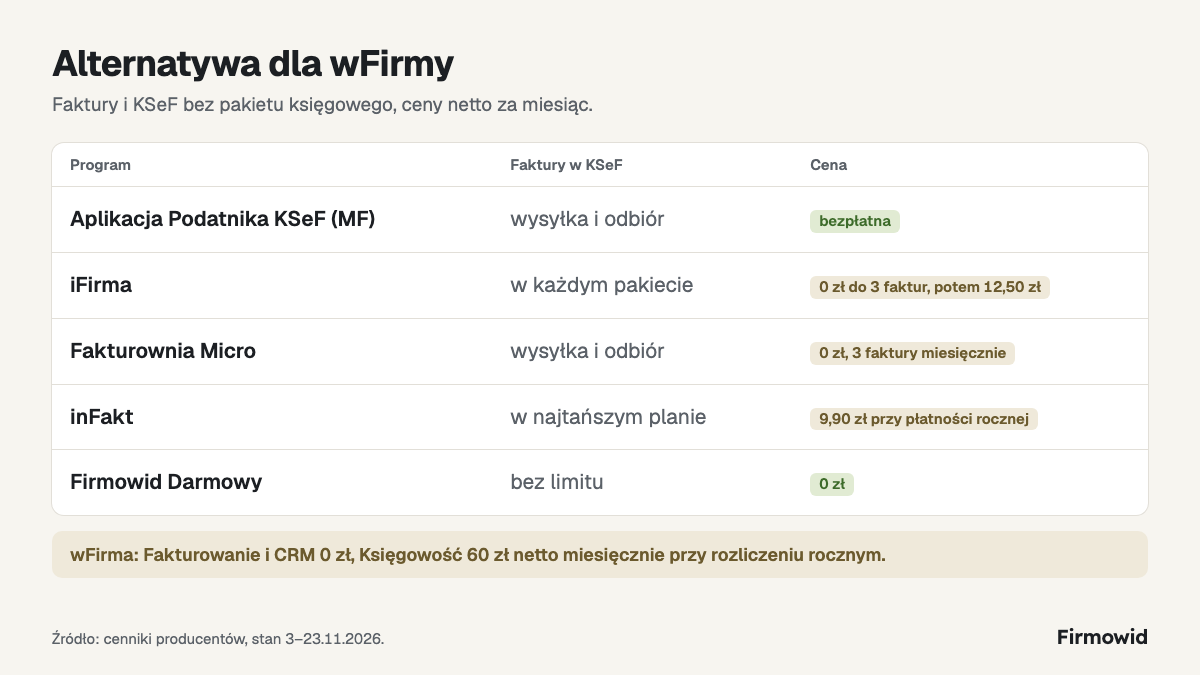 Alternatywa dla wFirmy
Faktury i KSeF bez pakietu księgowego, ceny netto za miesiąc.
Program Faktury w KSeF Cena
Aplikacja Podatnika KSeF (MF) wysyłka i odbiór bezpłatna
iFirma w każdym pakiecie 0 zł do 3 faktur, potem 12,50 zł
Fakturownia Micro wysyłka i odbiór 0 zł, 3 faktury miesięcznie
inFakt w najtańszym planie 9,90 zł przy płatności rocznej
Firmowid Darmowy bez limitu 0 zł
wFirma: Fakturowanie i CRM 0 zł, Księgowość 60 zł netto miesięcznie przy rozliczeniu rocznym.
Źródło: cenniki producentów, stan 3–23.11.2026.
Firmowid